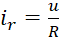 i_r = u/R